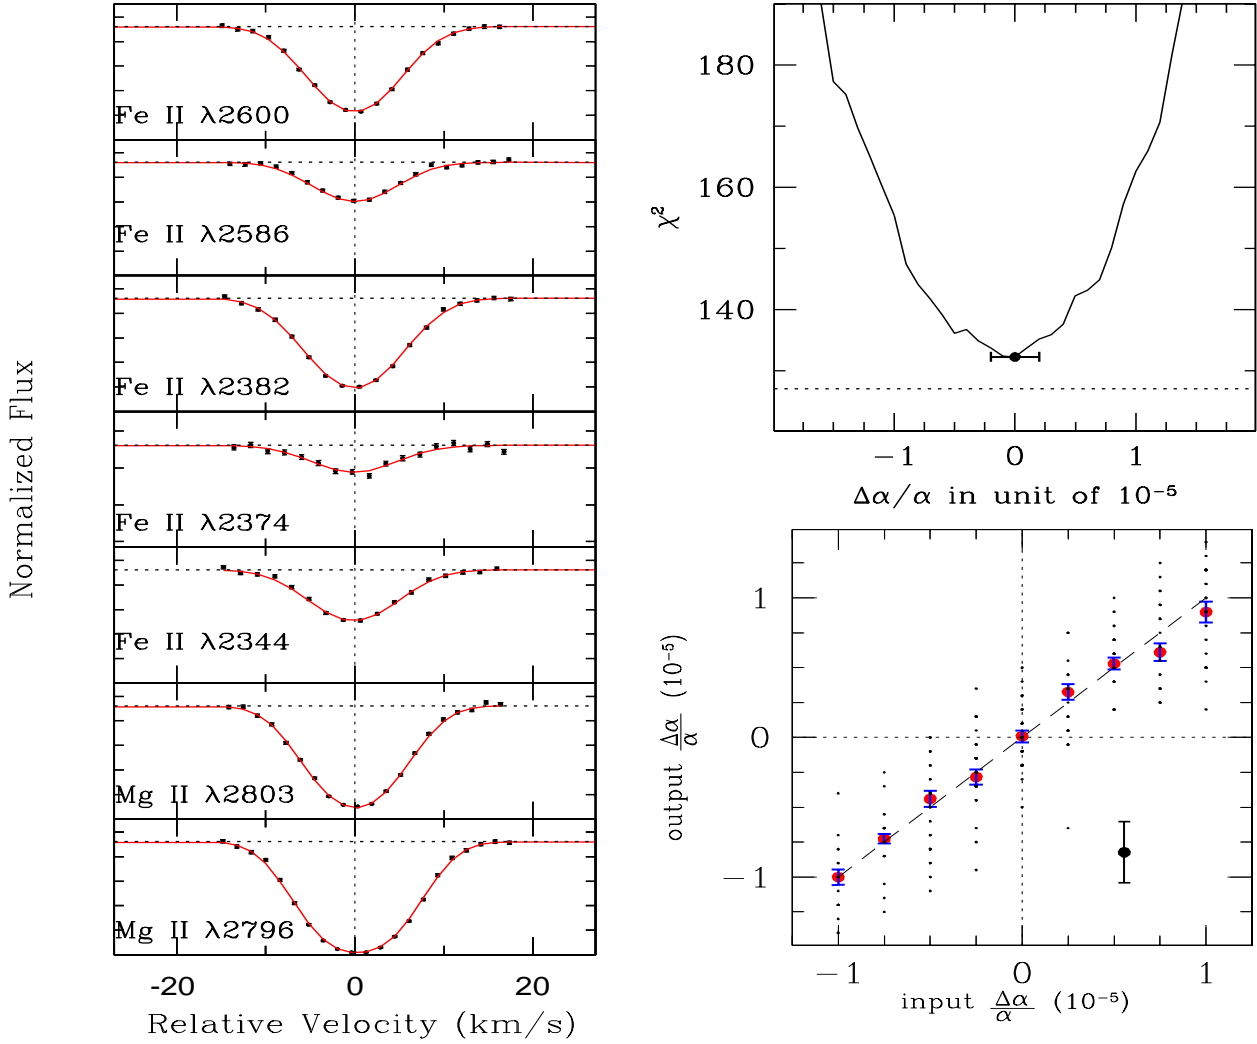 Normalized Flux
Fe II λ2600
Fe II λ2586
Fe II λ2382
Fe II λ2374
Fe II λ2344
Mg II λ2803
Mg II λ2796
-20 0 20
Relative Velocity (km/s)
χ²
180
160
140
−1 0 1
Δα/α in unit of 10⁻⁵
output Δα/α (10⁻⁵)
1
0
−1
−1 0 1
input Δα/α (10⁻⁵)